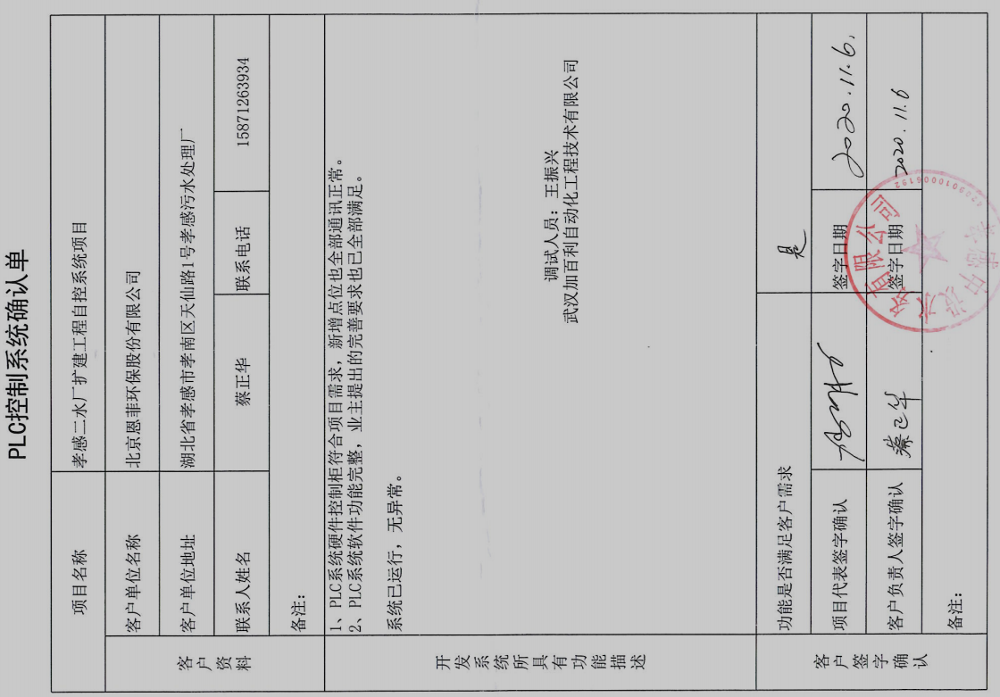 PLC控制系统确认单
项目名称 孝感二水厂扩建工程自控系统项目
客户资料
客户单位名称 北京恩菲环保股份有限公司
客户单位地址 湖北省孝感市孝南区天仙路1号孝感污水处理厂
联系人姓名 蔡正华 联系电话 15871263934
备注：
开发系统所具有功能描述
1、PLC系统硬件控制柜符合项目需求，新增点位也全部通讯正常。
2、PLC系统软件功能完整，业主提出的完善要求也已全部满足。
系统已运行，无异常。
调试人员：王振兴
武汉加百利自动化工程技术有限公司
客户签字确认
功能是否满足客户需求 是
项目代表签字确认 签字日期 2020.11.6.
客户负责人签字确认 蔡正华 签字日期 2020.11.6
备注：
水务有限公司